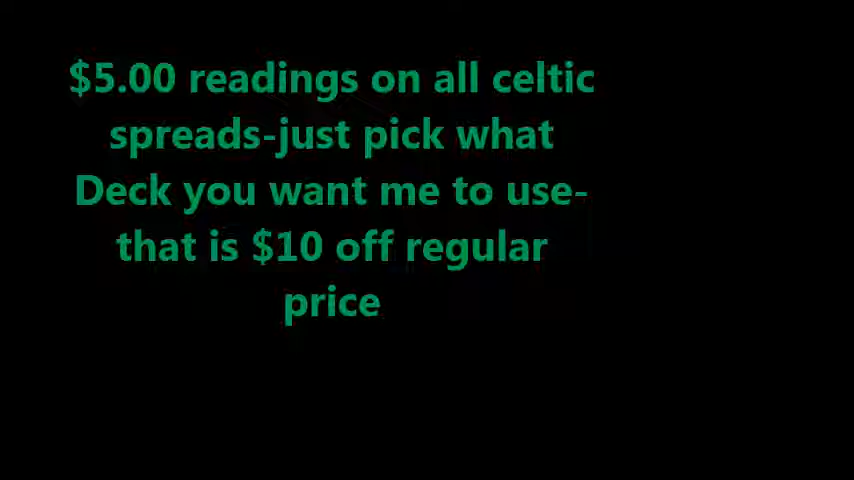 $5.00 readings on all celtic
spreads-just pick what
Deck you want me to use-
that is $10 off regular
price